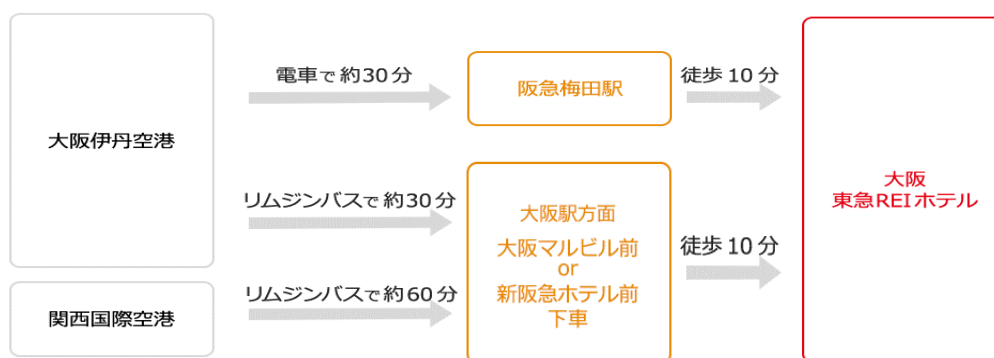 大阪伊丹空港
電車で約30分
阪急梅田駅
徒歩10分
リムジンバスで約30分
関西国際空港
リムジンバスで約60分
大阪駅方面
大阪マルビル前
or
新阪急ホテル前
下車
徒歩10分
大阪
東急REIホテル